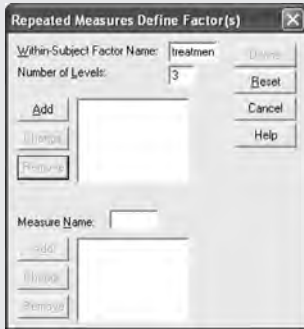 Repeated Measures Define Factor(s)
Within-Subject Factor Name: treatmen
Define
Number of Levels: 3
Reset
Add
Cancel
Change
Help
Remove
Measure Name:
Add
Change
Remove